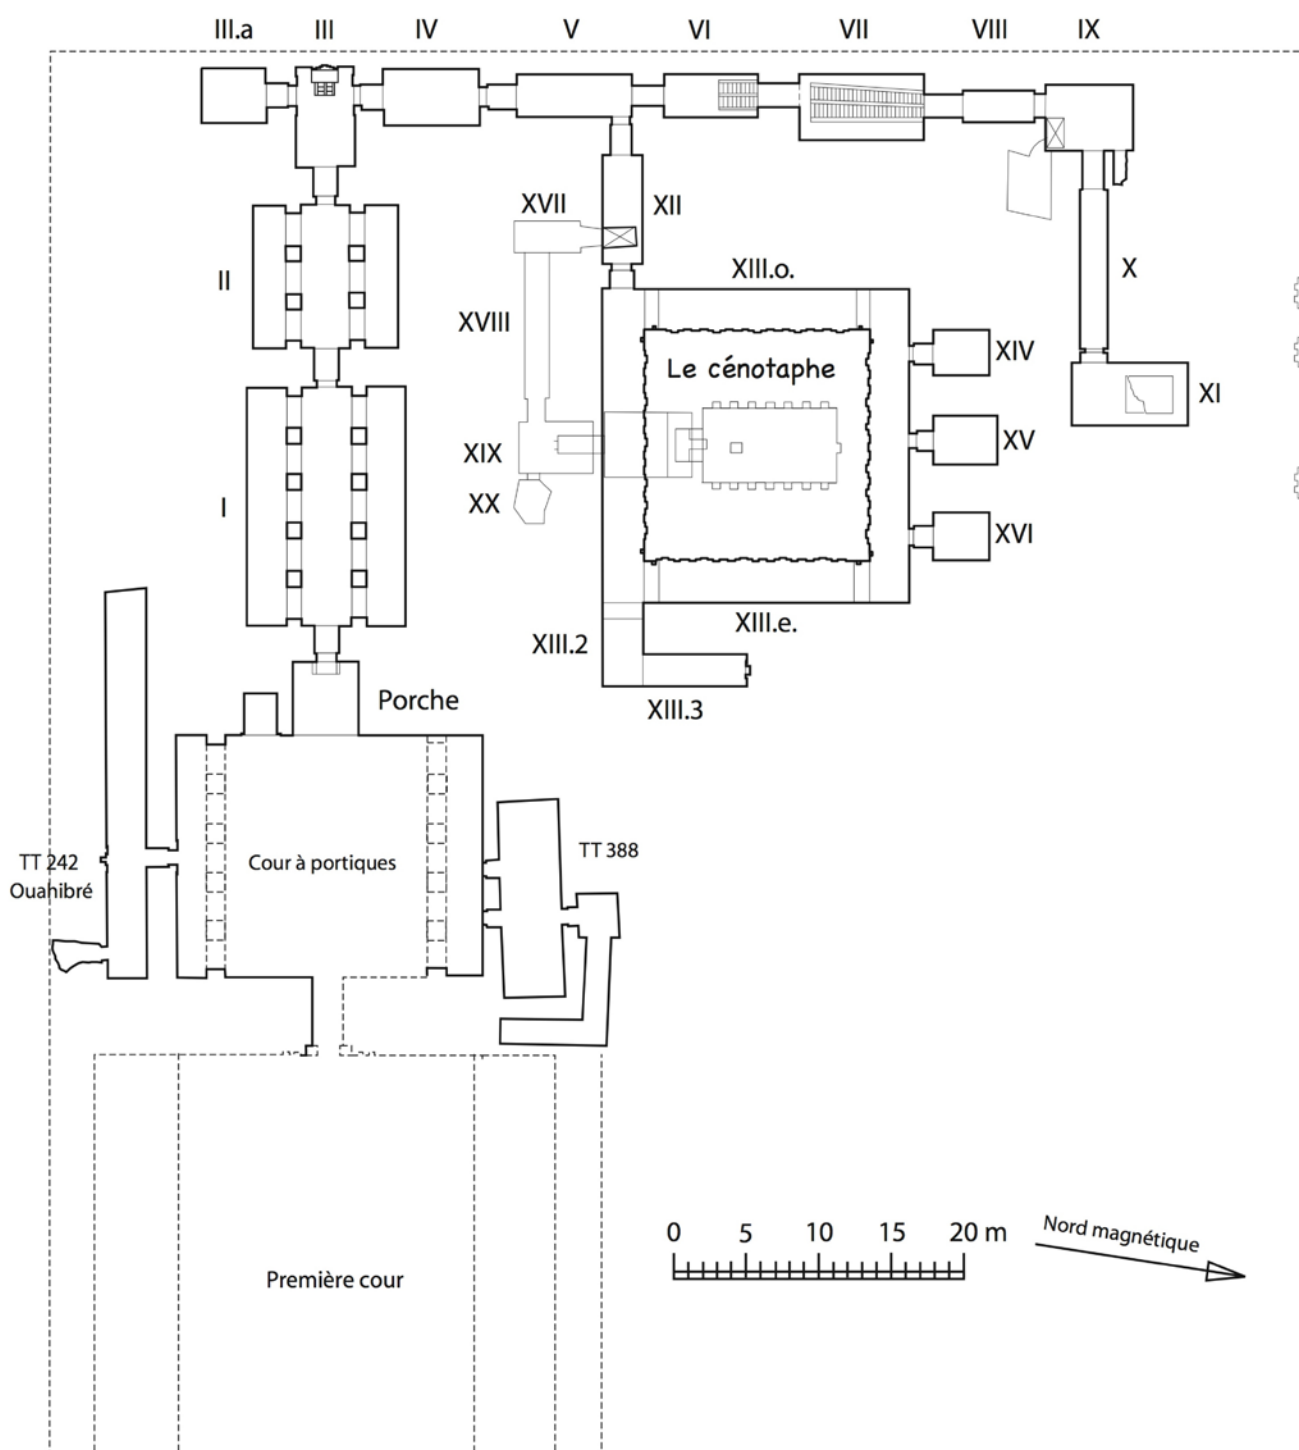 III.a III IV V VI VII VIII IX
XVII
XII
II
XIII.o.
X
XVIII
XIV
Le cénotaphe
XI
XV
XIX
I
XX
XVI
XIII.e.
XIII.2
Porche
XIII.3
TT 242
Ouahibré
Cour à portiques
TT 388
0 5 10 15 20 m
Nord magnétique
Première cour